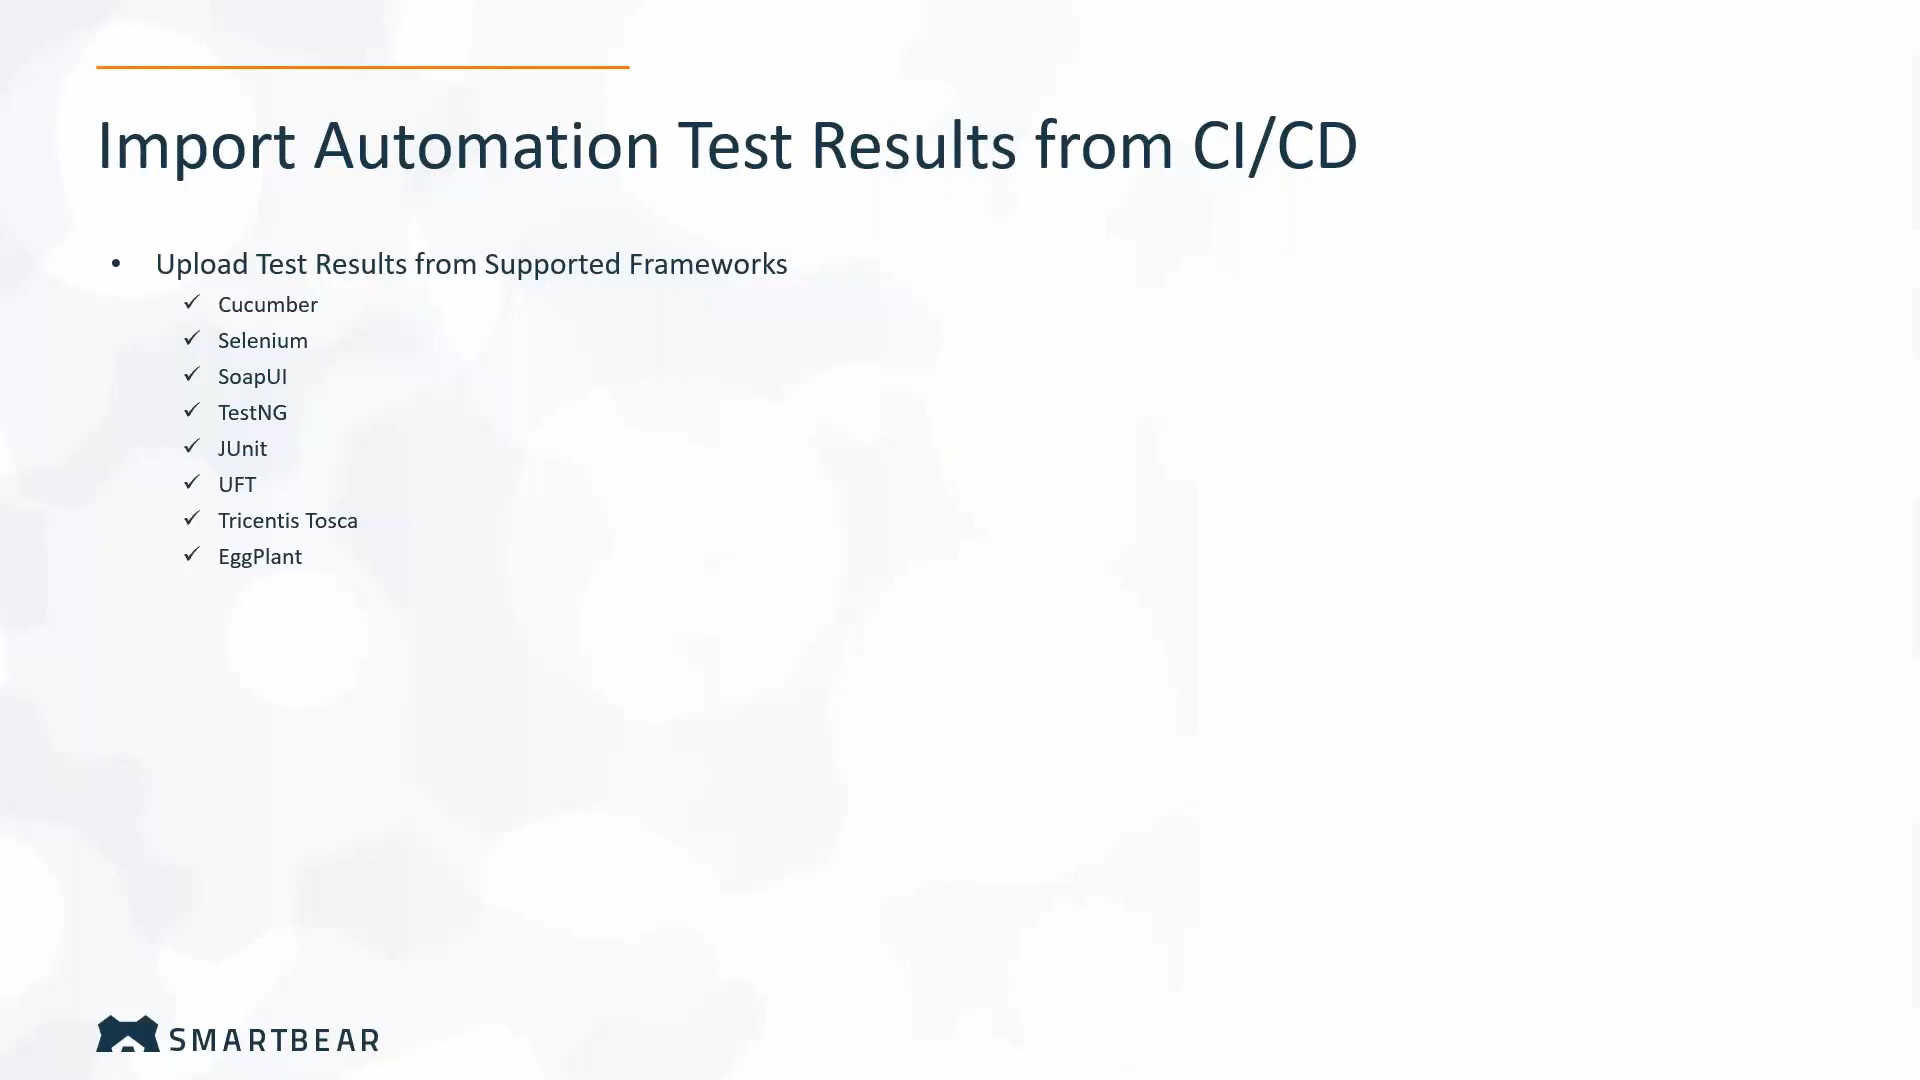 Import Automation Test Results from CI/CD
• Upload Test Results from Supported Frameworks
✓ Cucumber
✓ Selenium
✓ SoapUI
✓ TestNG
✓ JUnit
✓ UFT
✓ Tricentis Tosca
✓ EggPlant
SMARTBEAR